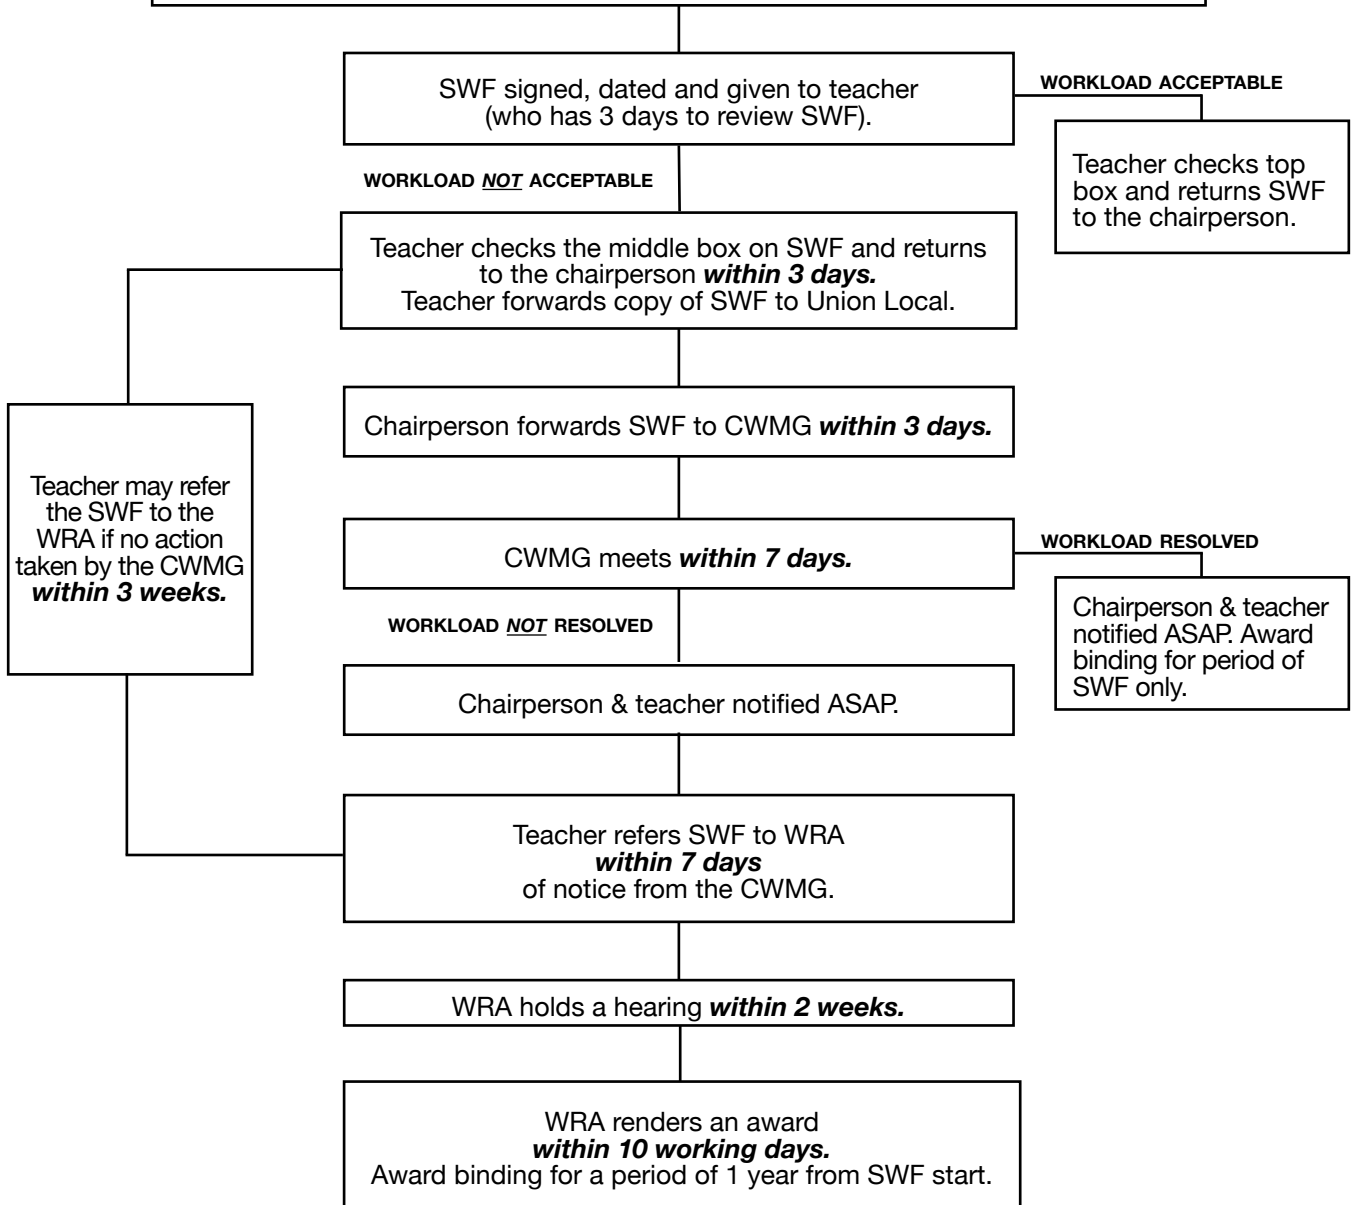 SWF signed, dated and given to teacher
(who has 3 days to review SWF).
WORKLOAD ACCEPTABLE
Teacher checks top
box and returns SWF
to the chairperson.
WORKLOAD NOT ACCEPTABLE
Teacher checks the middle box on SWF and returns
to the chairperson within 3 days.
Teacher forwards copy of SWF to Union Local.
Chairperson forwards SWF to CWMG within 3 days.
Teacher may refer
the SWF to the
WRA if no action
taken by the CWMG
within 3 weeks.
CWMG meets within 7 days.
WORKLOAD RESOLVED
Chairperson & teacher
notified ASAP. Award
binding for period of
SWF only.
WORKLOAD NOT RESOLVED
Chairperson & teacher notified ASAP.
Teacher refers SWF to WRA
within 7 days
of notice from the CWMG.
WRA holds a hearing within 2 weeks.
WRA renders an award
within 10 working days.
Award binding for a period of 1 year from SWF start.